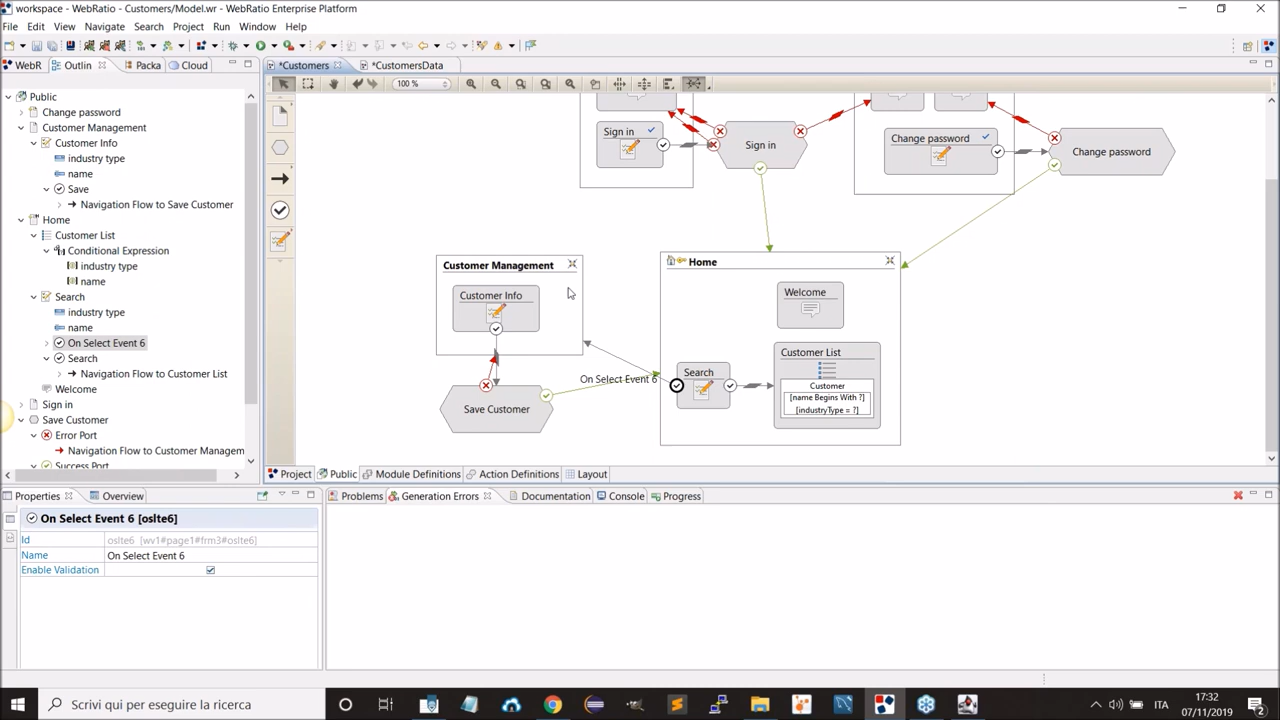 workspace - WebRatio - Customers/Model.wr - WebRatio Enterprise Platform
File Edit View Navigate Search Project Run Window Help
WebR Outlin Packa Cloud
*Customers *CustomersData
100 %
Public
Change password
Customer Management
Customer Info
industry type
name
Save
Navigation Flow to Save Customer
Home
Customer List
Conditional Expression
industry type
name
Search
industry type
name
On Select Event 6
Search
Navigation Flow to Customer List
Welcome
Sign in
Save Customer
Error Port
Navigation Flow to Customer Managem
Success Port
Sign in
Sign in
Change password
Change password
Customer Management
Customer Info
Save Customer
On Select Event 6
Home
Welcome
Search
Customer List
Customer
[name Begins With ?]
[industryType = ?]
Project Public Module Definitions Action Definitions Layout
Properties Overview
On Select Event 6 [oslte6]
Id oslte6 [wv1#page1#frm3#oslte6]
Name On Select Event 6
Enable Validation
Problems Generation Errors Documentation Console Progress
Scrivi qui per eseguire la ricerca
ITA
17:32
07/11/2019
2